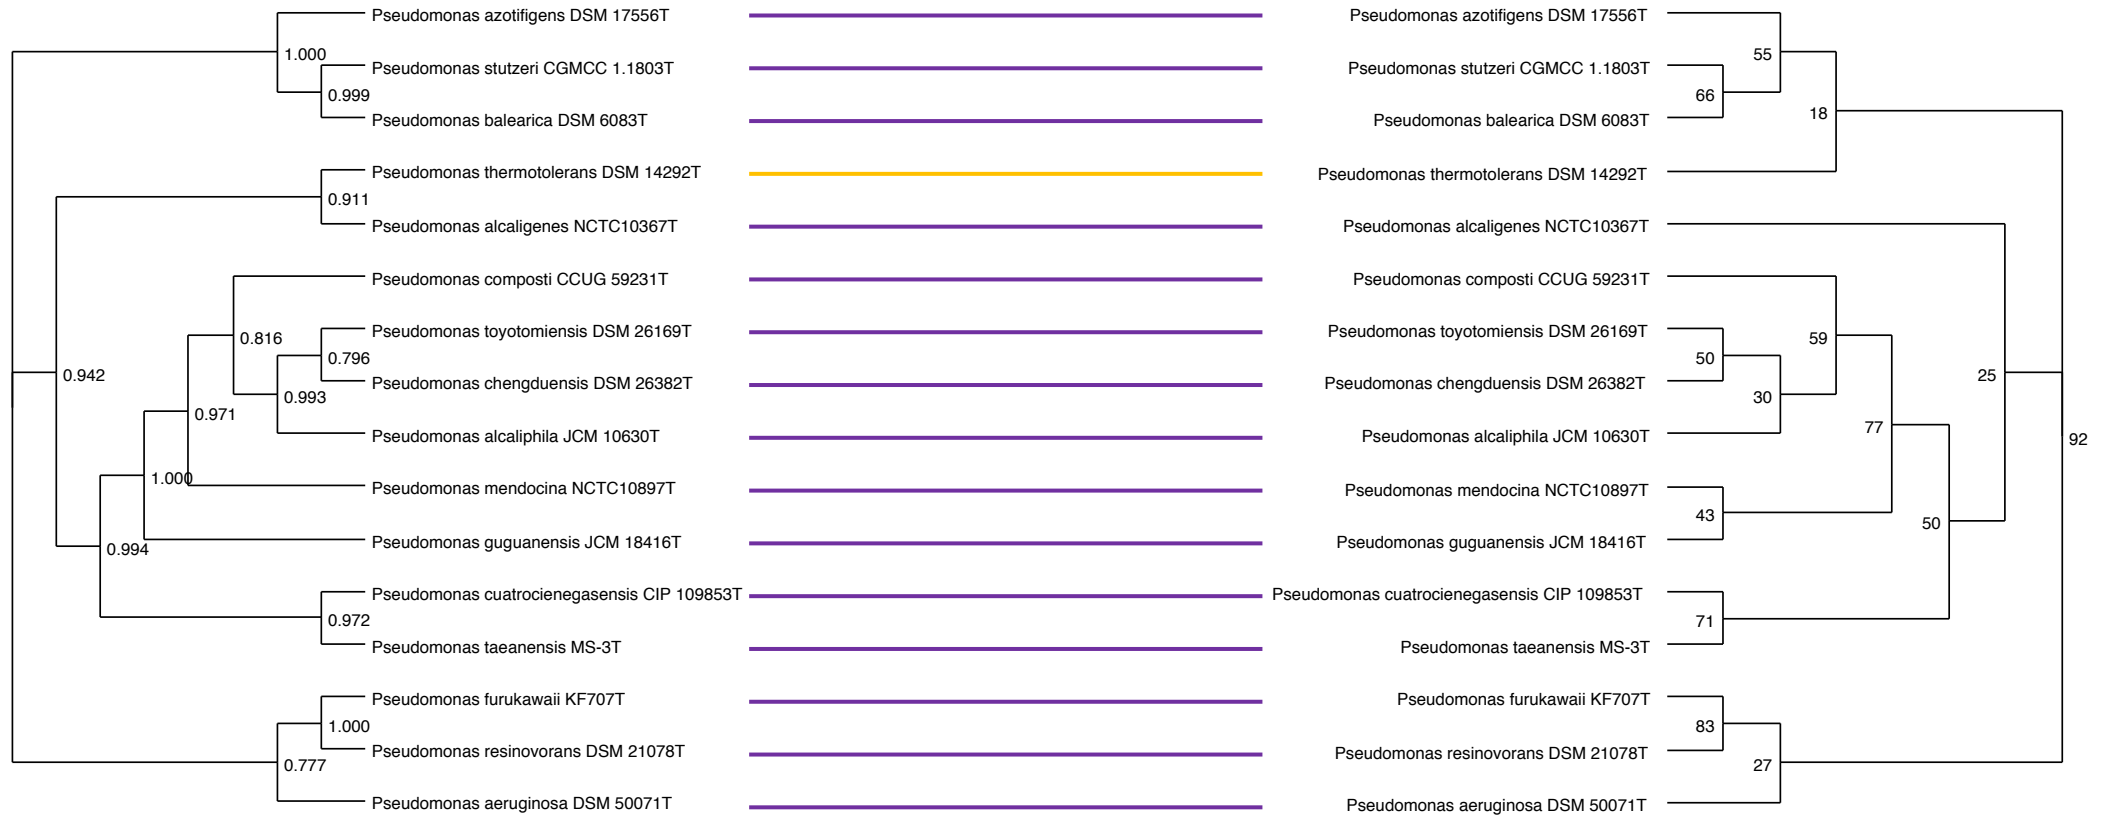 Pseudomonas azotifigens DSM 17556T
Pseudomonas azotifigens DSM 17556T
1.000
55
Pseudomonas stutzeri CGMCC 1.1803T
Pseudomonas stutzeri CGMCC 1.1803T
0.999
66
Pseudomonas balearica DSM 6083T
Pseudomonas balearica DSM 6083T
18
Pseudomonas thermotolerans DSM 14292T
Pseudomonas thermotolerans DSM 14292T
0.911
Pseudomonas alcaligenes NCTC10367T
Pseudomonas alcaligenes NCTC10367T
Pseudomonas composti CCUG 59231T
Pseudomonas composti CCUG 59231T
Pseudomonas toyotomiensis DSM 26169T
Pseudomonas toyotomiensis DSM 26169T
0.816
59
0.796
50
0.942
25
Pseudomonas chengduensis DSM 26382T
Pseudomonas chengduensis DSM 26382T
0.993
30
0.971
77
Pseudomonas alcaliphila JCM 10630T
Pseudomonas alcaliphila JCM 10630T
92
1.000
Pseudomonas mendocina NCTC10897T
Pseudomonas mendocina NCTC10897T
43
50
Pseudomonas guguanensis JCM 18416T
Pseudomonas guguanensis JCM 18416T
0.994
Pseudomonas cuatrocienegasensis CIP 109853T
Pseudomonas cuatrocienegasensis CIP 109853T
0.972
71
Pseudomonas taeanensis MS-3T
Pseudomonas taeanensis MS-3T
Pseudomonas furukawaii KF707T
Pseudomonas furukawaii KF707T
1.000
83
Pseudomonas resinovorans DSM 21078T
Pseudomonas resinovorans DSM 21078T
0.777
27
Pseudomonas aeruginosa DSM 50071T
Pseudomonas aeruginosa DSM 50071T